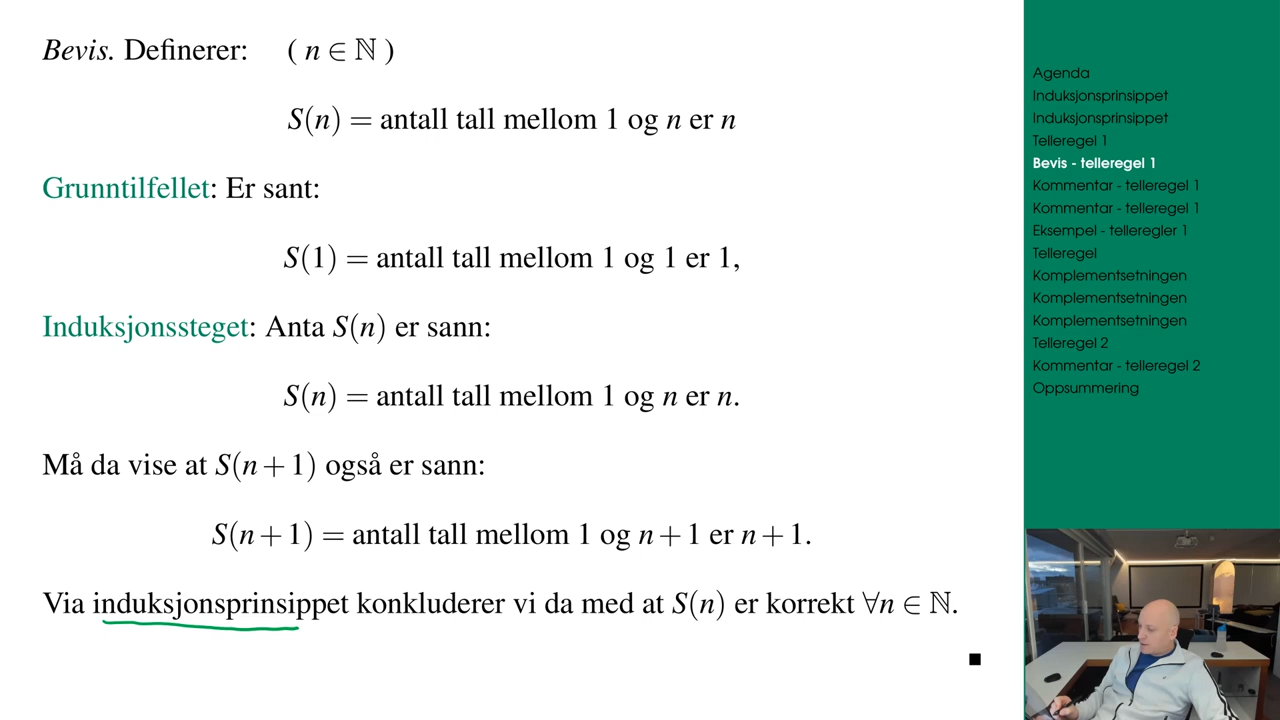 Bevis. Definerer: ( n ∈ ℕ )
S(n) = antall tall mellom 1 og n er n
Grunntilfellet: Er sant:
S(1) = antall tall mellom 1 og 1 er 1,
Induksjonssteget: Anta S(n) er sann:
S(n) = antall tall mellom 1 og n er n.
Må da vise at S(n+1) også er sann:
S(n+1) = antall tall mellom 1 og n+1 er n+1.
Via induksjonsprinsippet konkluderer vi da med at S(n) er korrekt ∀n ∈ ℕ.
■
Agenda
Induksjonsprinsippet
Induksjonsprinsippet
Telleregel 1
Bevis - telleregel 1
Kommentar - telleregel 1
Kommentar - telleregel 1
Eksempel - telleregler 1
Telleregel
Komplementsetningen
Komplementsetningen
Komplementsetningen
Telleregel 2
Kommentar - telleregel 2
Oppsummering